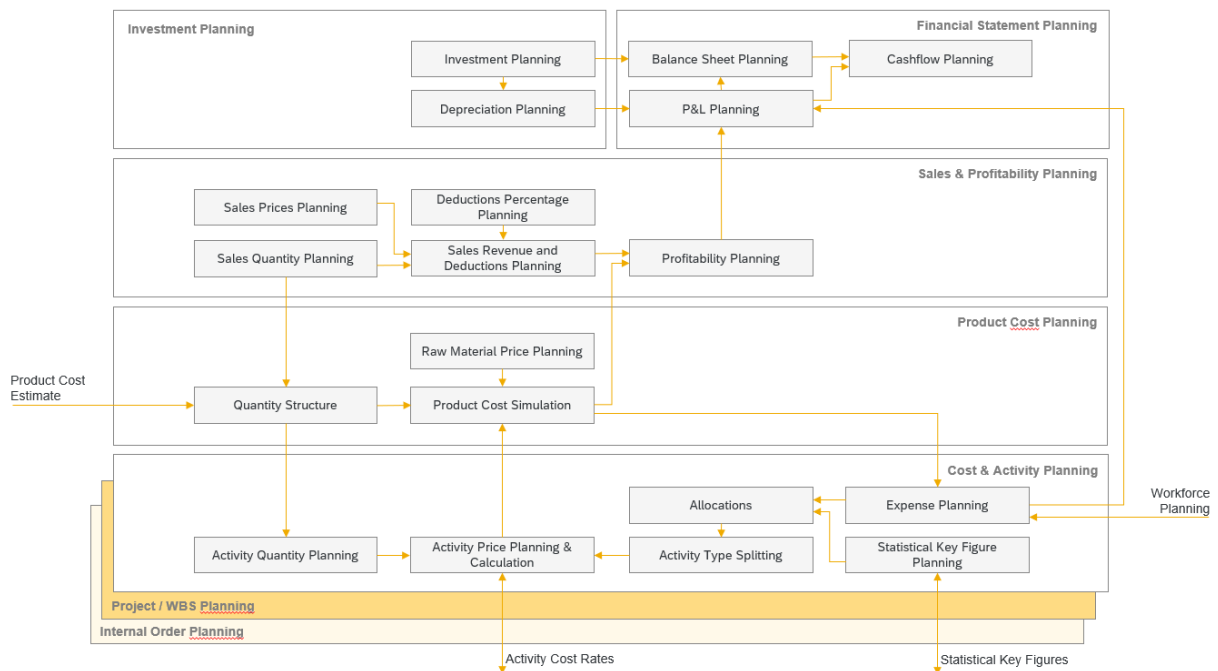 Investment Planning
Financial Statement Planning
Investment Planning
Balance Sheet Planning
Cashflow Planning
Depreciation Planning
P&L Planning
Sales & Profitability Planning
Sales Prices Planning
Deductions Percentage
Planning
Sales Quantity Planning
Sales Revenue and
Deductions Planning
Profitability Planning
Product Cost Planning
Raw Material Price Planning
Product Cost
Estimate
Quantity Structure
Product Cost Simulation
Cost & Activity Planning
Allocations
Expense Planning
Workforce
Planning
Activity Quantity Planning
Activity Price Planning &
Calculation
Activity Type Splitting
Statistical Key Figure
Planning
Project / WBS Planning
Internal Order Planning
Activity Cost Rates
Statistical Key Figures